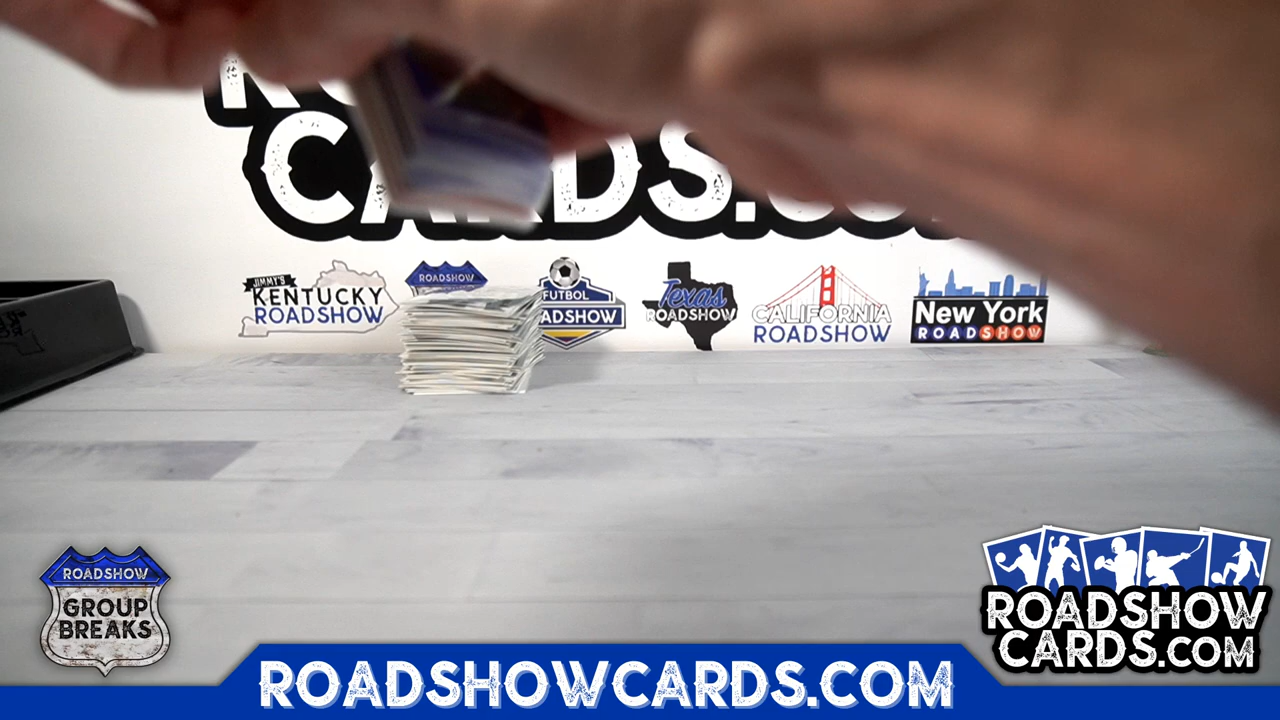 CARDS.CO
JIMMY'S
KENTUCKY
ROADSHOW
ROADSHOW
FUTBOL
ROADSHOW
Texas
ROADSHOW
CALIFORNIA
ROADSHOW
New York
ROADSHOW
ROADSHOW
GROUP
BREAKS
ROADSHOWCARDS.COM
ROADSHOW
CARDS.COM